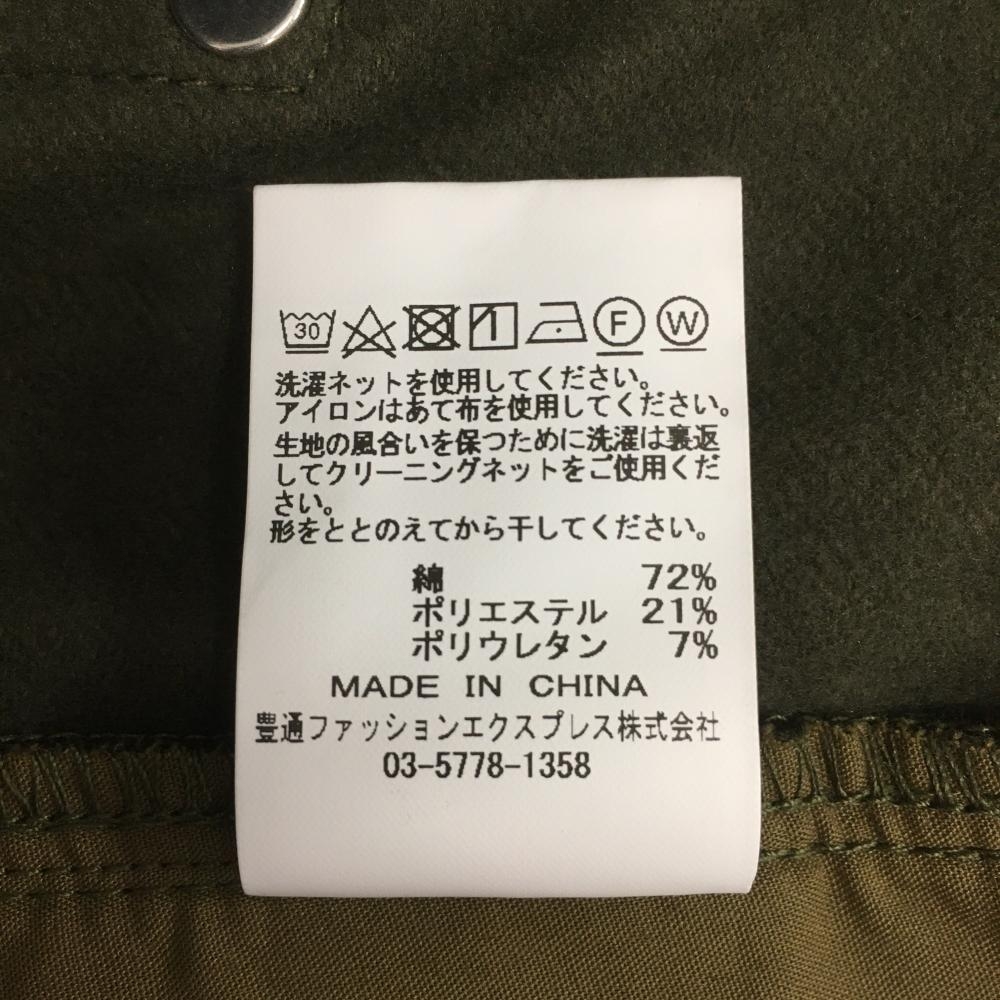 30 F W
洗濯ネットを使用してください。
アイロンはあて布を使用してください。
生地の風合いを保つために洗濯は裏返
してクリーニングネットをご使用くだ
さい。
形をととのえてから干してください。
綿 72%
ポリエステル 21%
ポリウレタン 7%
MADE IN CHINA
豊通ファッションエクスプレス株式会社
03-5778-1358